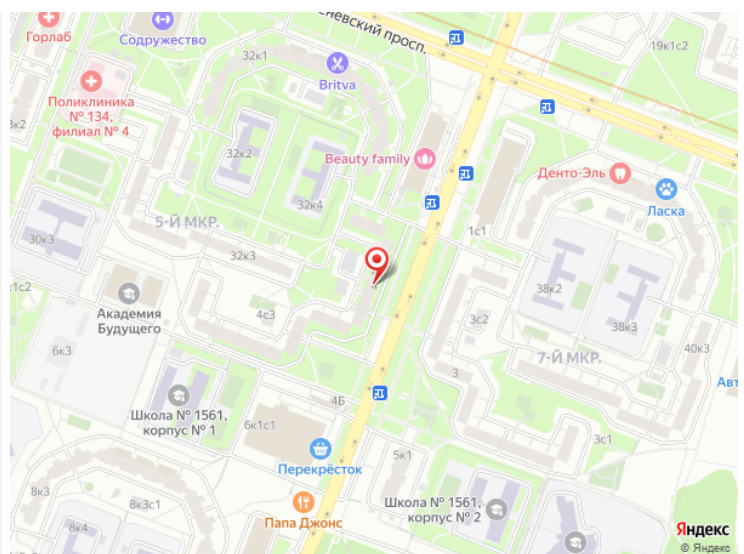 Горлаб
Содружество
32к1
еневский просп.
19к1с2
Britva
Поликлиника
№ 134,
филиал № 4
8к2
32к2
Beauty family
Денто-Эль
Ласка
32к4
5-Й МКР.
1с1
30к3
32к3
к1с2
Академия
Будущего
4
4с3
38к2
3с2
38к3
6к3
7-Й МКР.
40к3
3
Авт
4Б
Школа № 1561,
корпус № 1
6к1с1
3с1
5к1
Перекрёсток
8к3
8к3с1
Папа Джонс
Школа № 1561,
корпус № 2
8к4
Яндекс
© Яндекс